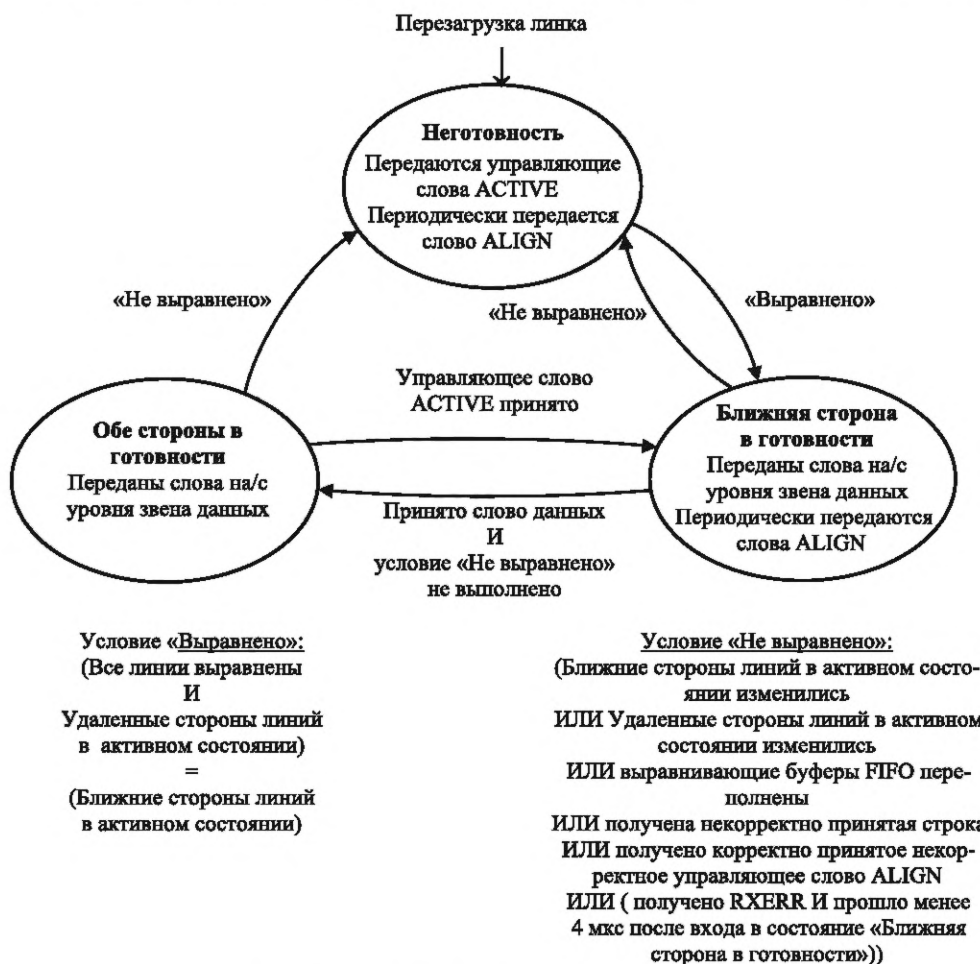 Перезагрузка линка
Неготовность
Передаются управляющие
слова ACTIVE
Периодически передается
слово ALIGN
«Не выравнено»
«Не выравнено»
«Выравнено»
Управляющее слово
ACTIVE принято
Обе стороны в
готовности
Переданы слова на/с
уровня звена данных
Ближняя сторона
в готовности
Переданы слова на/с
уровня звена данных
Периодически передаются
слова ALIGN
Принято слово данных
И
условие «Не выравнено»
не выполнено
Условие «Выравнено»:
(Все линии выравнены
И
Удаленные стороны линий
в активном состоянии)
=
(Ближние стороны линий
в активном состоянии)
Условие «Не выравнено»:
(Ближние стороны линий в активном состо-
янии изменились
ИЛИ Удаленные стороны линий в активном
состоянии изменились
ИЛИ выравнивающие буферы FIFO пере-
полнены
ИЛИ получена некорректно принятая строка
ИЛИ получено корректно принятое некор-
ректное управляющее слово ALIGN
ИЛИ ( получено RXERR И прошло менее
4 мкс после входа в состояние «Ближняя
сторона в готовности»))